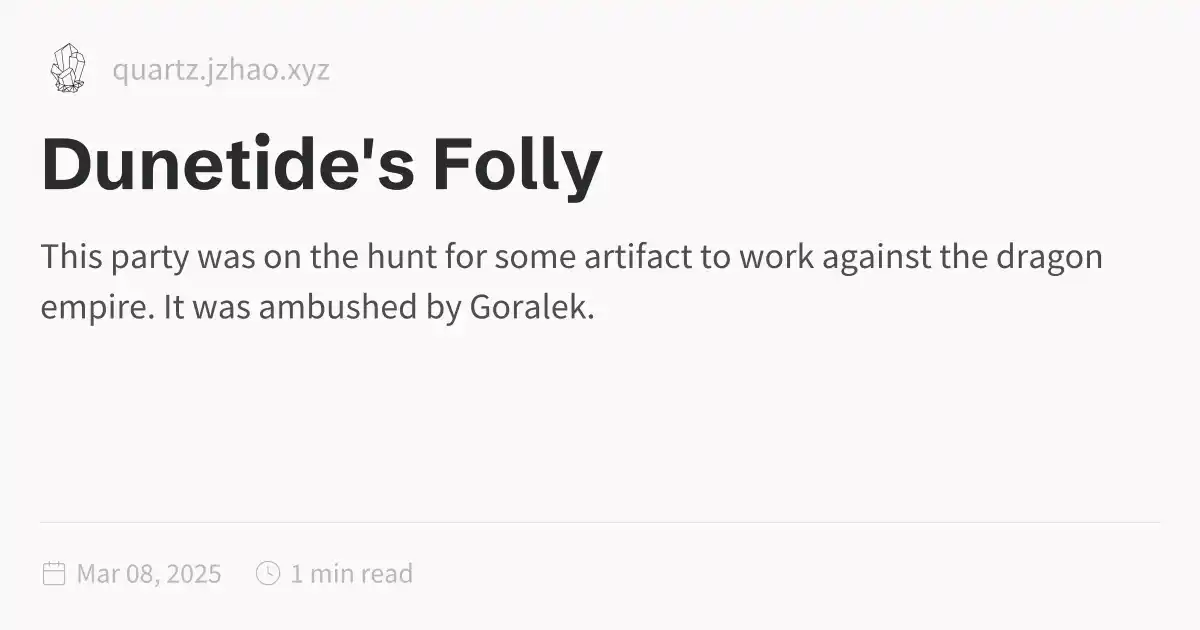 quartz.jzhao.xyz
Dunetide's Folly
This party was on the hunt for some artifact to work against the dragon
empire. It was ambushed by Goralek.
Mar 08, 2025 1 min read